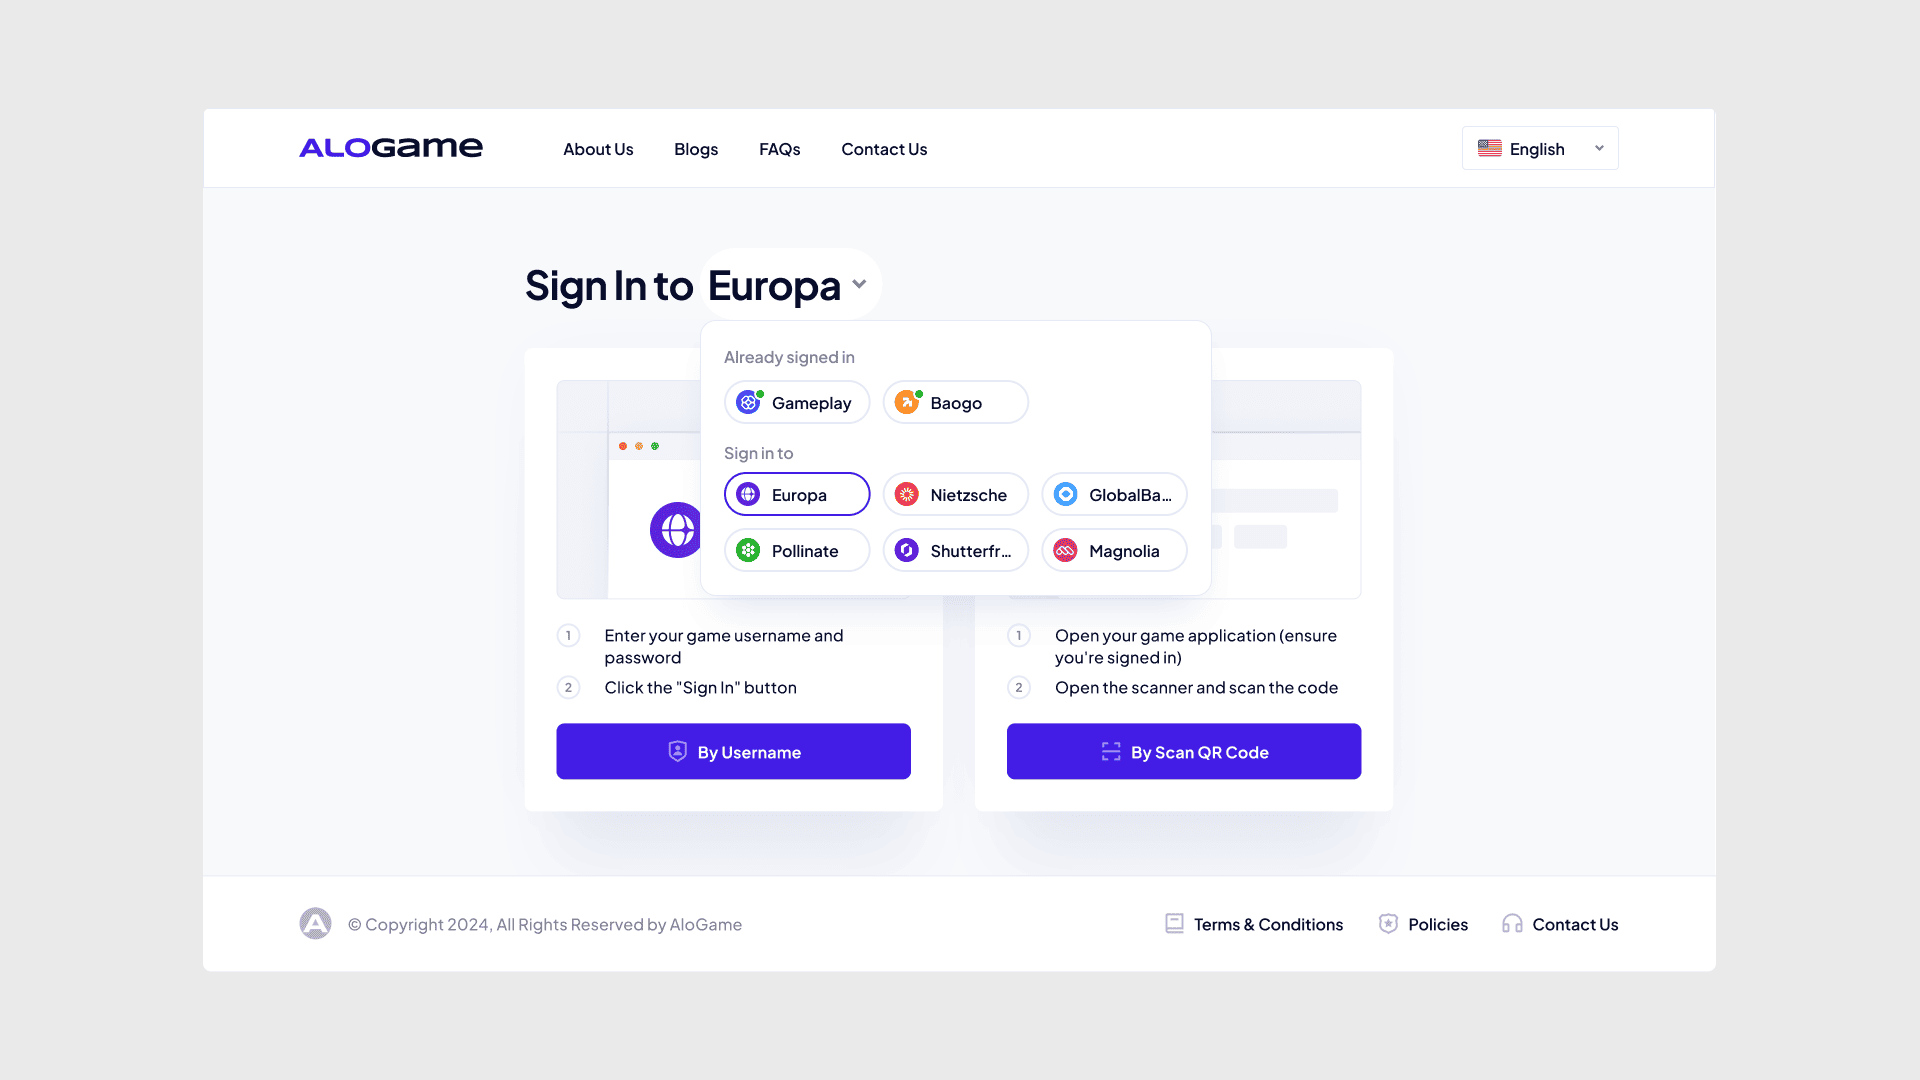 ALOGAME
About Us
Blogs
FAQs
Contact Us
English
Sign In to Europa
Already signed in
Gameplay
Baogo
Sign in to
Europa
Nietzsche
GlobalBa...
Pollinate
Shutterfr...
Magnolia
1 Enter your game username and
password
2 Click the "Sign In" button
By Username
1 Open your game application (ensure
you're signed in)
2 Open the scanner and scan the code
By Scan QR Code
A © Copyright 2024, All Rights Reserved by AloGame
Terms & Conditions
Policies
Contact Us